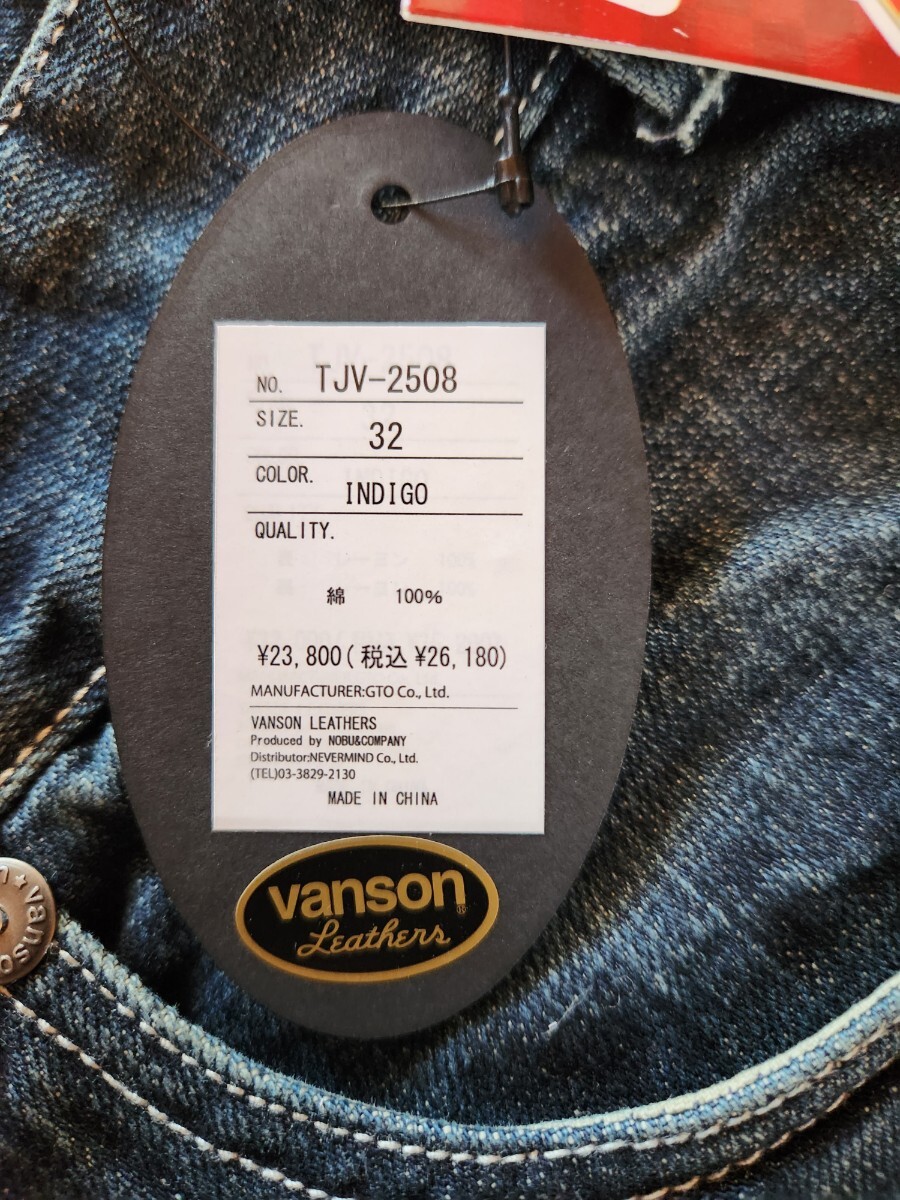 NO. TJV-2508
SIZE.
32
COLOR.
INDIGO
QUALITY.
綿 100%
¥23,800(税込¥26,180)
MANUFACTURER:GTO Co., Ltd.
VANSON LEATHERS
Produced by NOBU&COMPANY
Distributor:NEVERMIND Co., Ltd.
(TEL)03-3829-2130
MADE IN CHINA
vanson®
Leathers
vanso